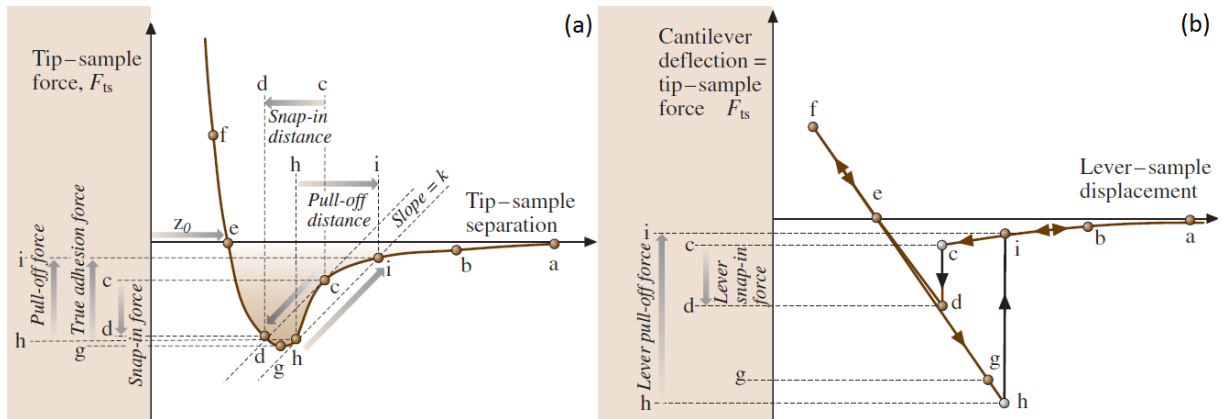 (a)
Tip–sample
force, Fts
d
c
Snap-in
distance
f
h
i
Pull-off
distance
Slope = k
Tip–sample
separation
z0
e
Pull-off force
True adhesion force
Snap-in force
i
c
d
h
g
d
g
h
c
i
b
a
(b)
Cantilever
deflection =
tip–sample
force Fts
f
Lever–sample
displacement
e
i
c
d
g
h
Lever pull-off force
Lever
snap-in
force
c
i
b
a
d
g
h